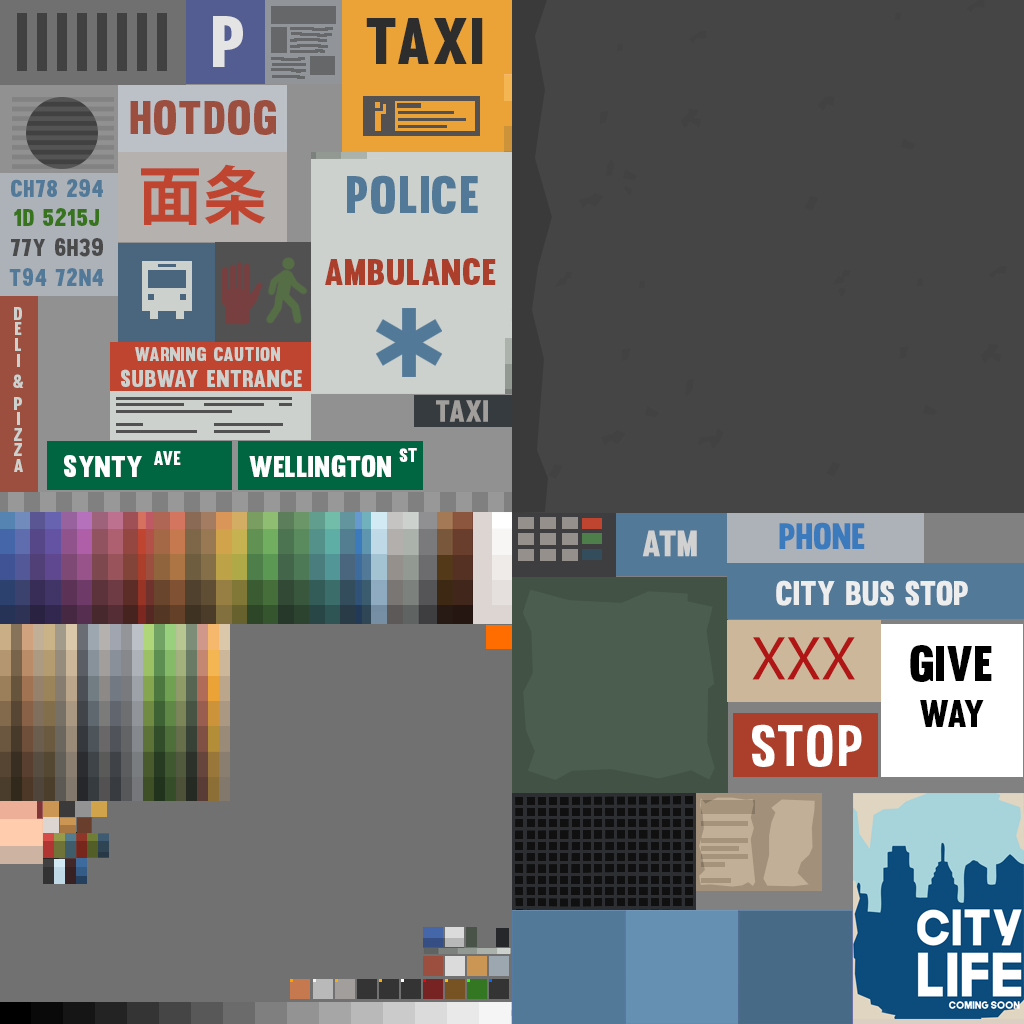 P
TAXI
HOTDOG
面条
POLICE
CH78 294
1D 5215J
77Y 6H39
T94 72N4
AMBULANCE
DELI & PIZZA
WARNING CAUTION
SUBWAY ENTRANCE
TAXI
SYNTY AVE
WELLINGTON ST
ATM
PHONE
CITY BUS STOP
XXX
GIVE
WAY
STOP
CITY
LIFE
COMING SOON